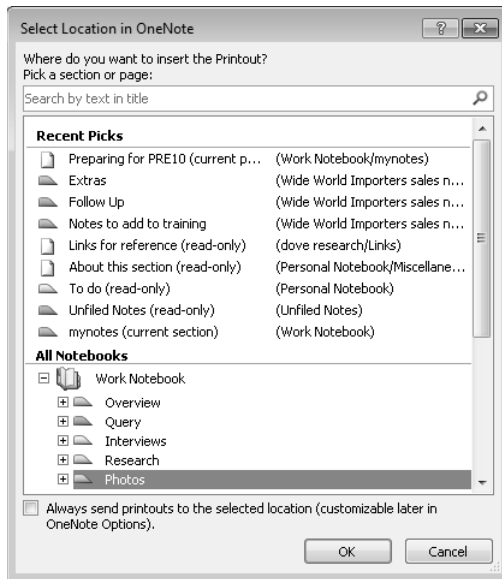 Select Location in OneNote
Where do you want to insert the Printout?
Pick a section or page:
Search by text in title
Recent Picks
Preparing for PRE10 (current p... (Work Notebook/mynotes)
Extras (Wide World Importers sales n...
Follow Up (Wide World Importers sales n...
Notes to add to training (Wide World Importers sales n...
Links for reference (read-only) (dove research/Links)
About this section (read-only) (Personal Notebook/Miscellane...
To do (read-only) (Personal Notebook)
Unfiled Notes (read-only) (Unfiled Notes)
mynotes (current section) (Work Notebook)
All Notebooks
Work Notebook
Overview
Query
Interviews
Research
Photos
Always send printouts to the selected location (customizable later in
OneNote Options).
OK Cancel